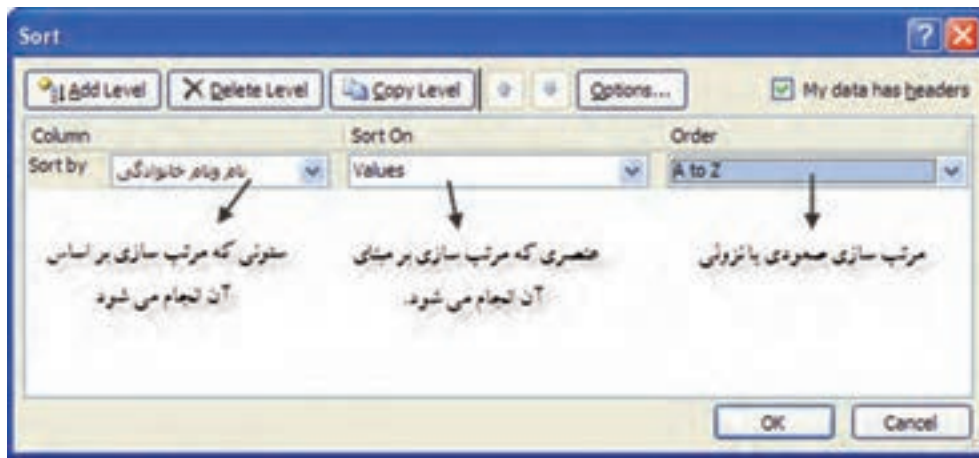 Sort
Add Level Delete Level Copy Level Options... My data has headers
Column Sort On Order
Sort by نام ونام خانوادگی Values A to Z
ستونی که مرتب سازی بر اساس
آن انجام می شود
عنصری که مرتب سازی بر مبنای
آن انجام می شود.
مرتب سازی صعودی یا نزولی
OK Cancel